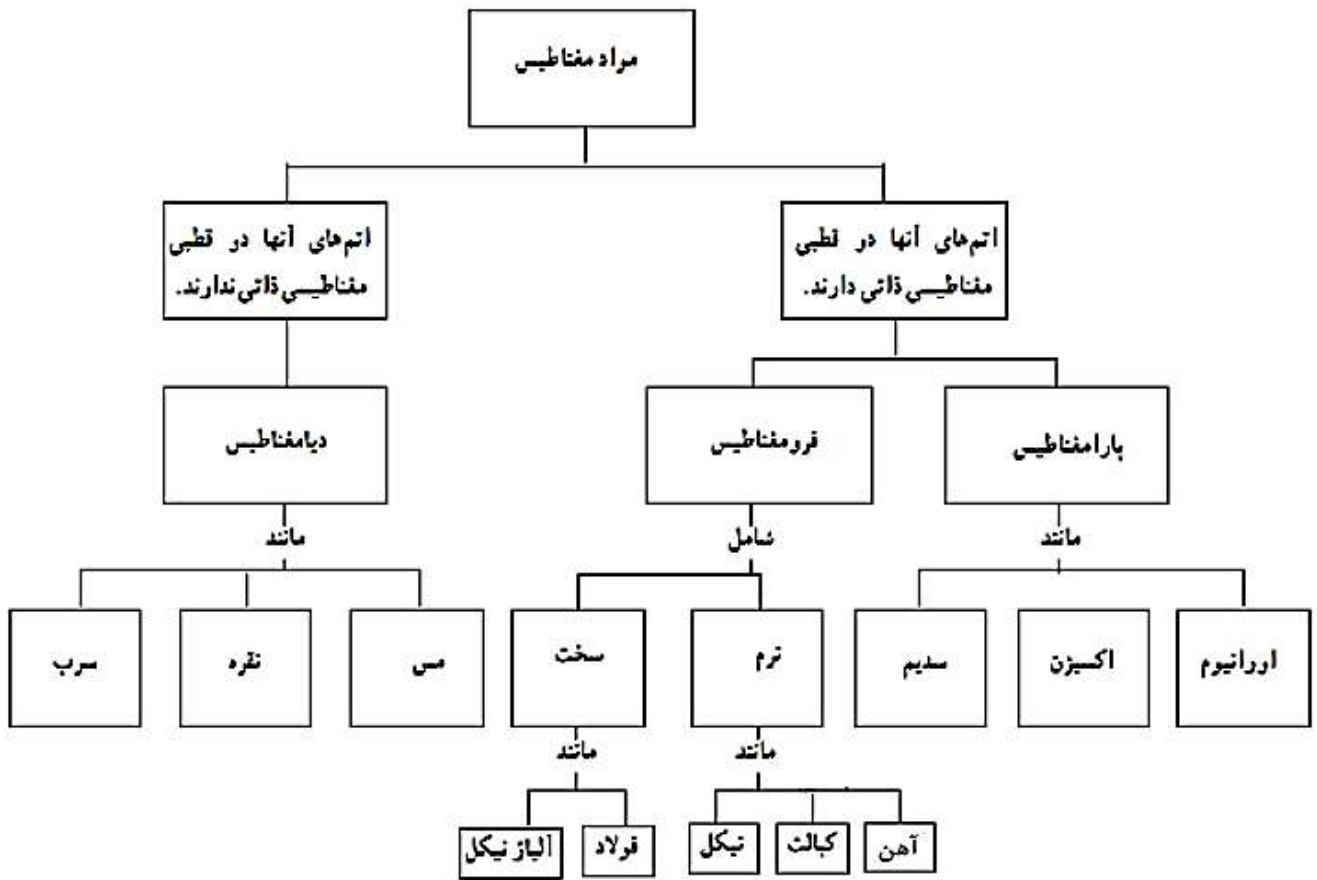 مواد مغناطیس
اتم‌های آنها در قطبی
مغناطیسی ذاتی دارند.
اتم‌های آنها در قطبی
مغناطیسی ذاتی ندارند.
پارامغناطیس
فرومغناطیس
دیامغناطیس
مانند
شامل
مانند
اورانیوم
اکسیژن
سدیم
نرم
سخت
مس
نقره
سرب
مانند
مانند
آهن
کبالت
نیکل
فولاد
آلیاژ نیکل